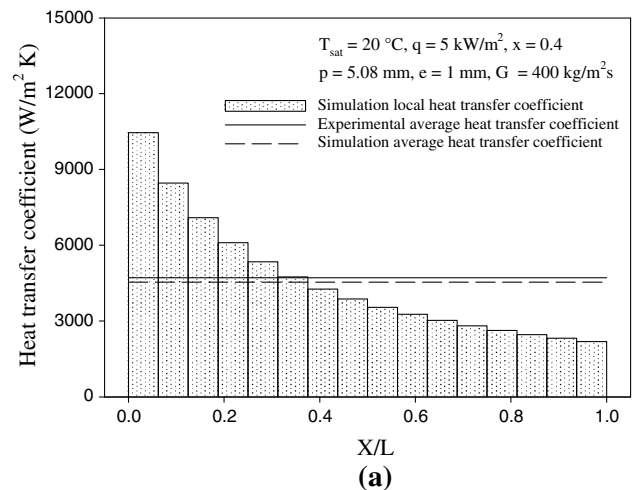 15000
12000
9000
6000
3000
0
Heat transfer coefficient (W/m² K)
T_sat = 20 °C, q = 5 kW/m², x = 0.4
p = 5.08 mm, e = 1 mm, G = 400 kg/m²s
Simulation local heat transfer coefficient
Experimental average heat transfer coefficient
Simulation average heat transfer coefficient
0.0 0.2 0.4 0.6 0.8 1.0
X/L
(a)